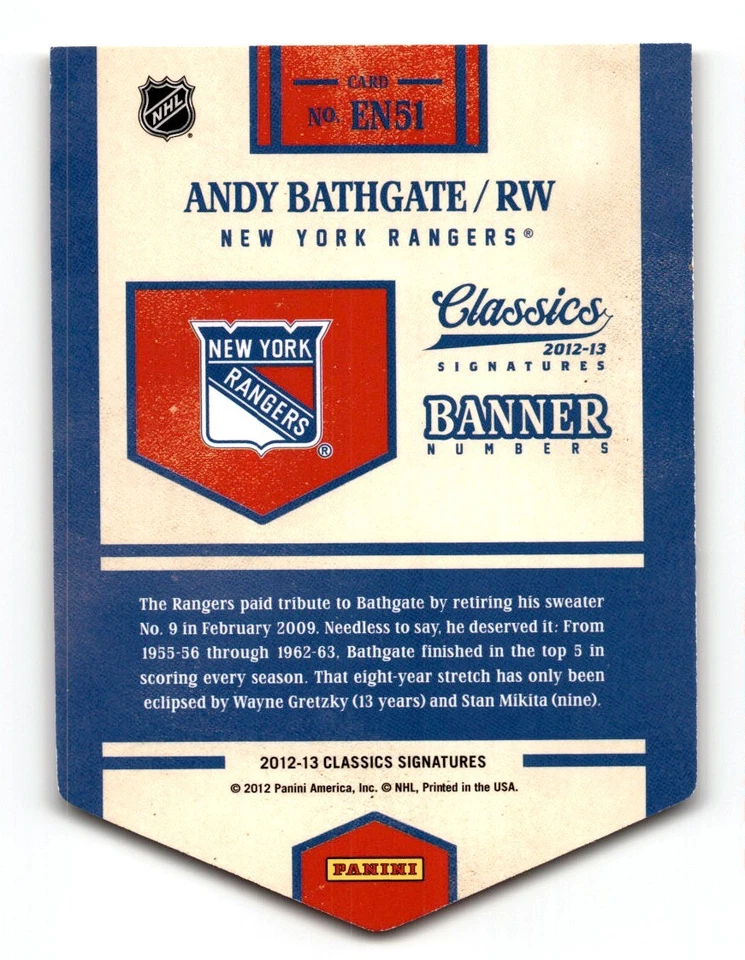 NHL
CARD
NO. EN51
ANDY BATHGATE / RW
NEW YORK RANGERS®
NEW YORK
RANGERS
®
Classics
2012-13
SIGNATURES
BANNER
NUMBERS
The Rangers paid tribute to Bathgate by retiring his sweater
No. 9 in February 2009. Needless to say, he deserved it: From
1955-56 through 1962-63, Bathgate finished in the top 5 in
scoring every season. That eight-year stretch has only been
eclipsed by Wayne Gretzky (13 years) and Stan Mikita (nine).
2012-13 CLASSICS SIGNATURES
© 2012 Panini America, Inc. © NHL, Printed in the USA.
PANINI